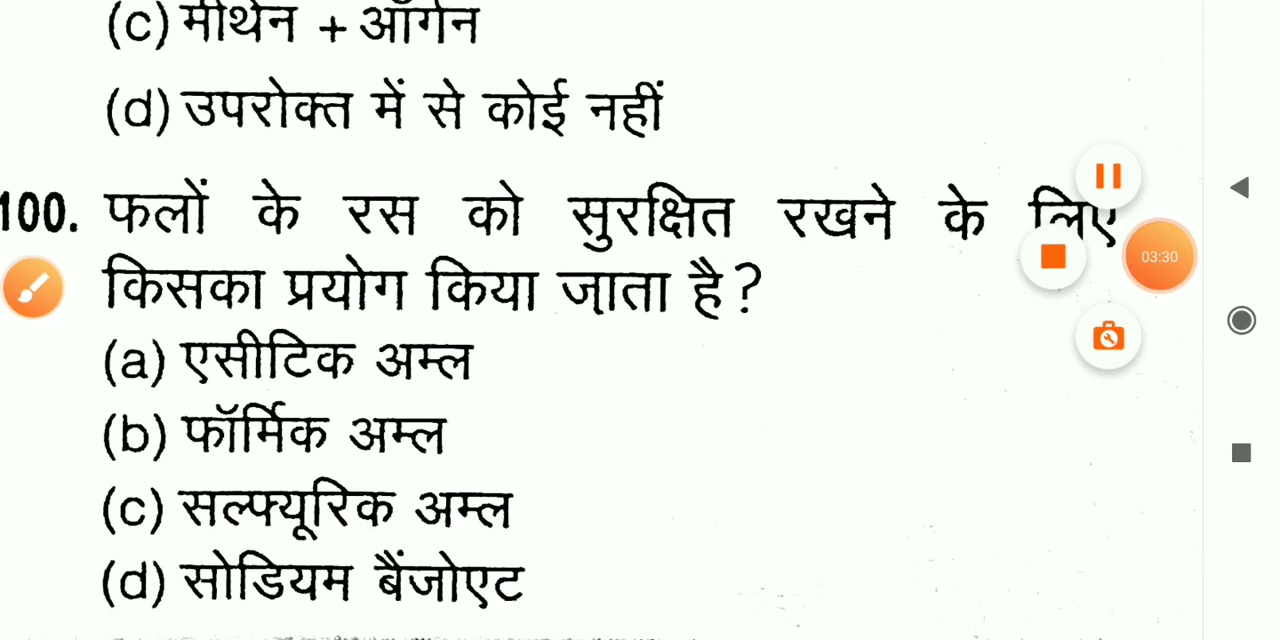 (c) मीथेन + ऑर्गन
(d) उपरोक्त में से कोई नहीं
100. फलों के रस को सुरक्षित रखने के लिए
किसका प्रयोग किया जाता है?
(a) एसीटिक अम्ल
(b) फॉर्मिक अम्ल
(c) सल्फ्यूरिक अम्ल
(d) सोडियम बैंजोएट
03:30